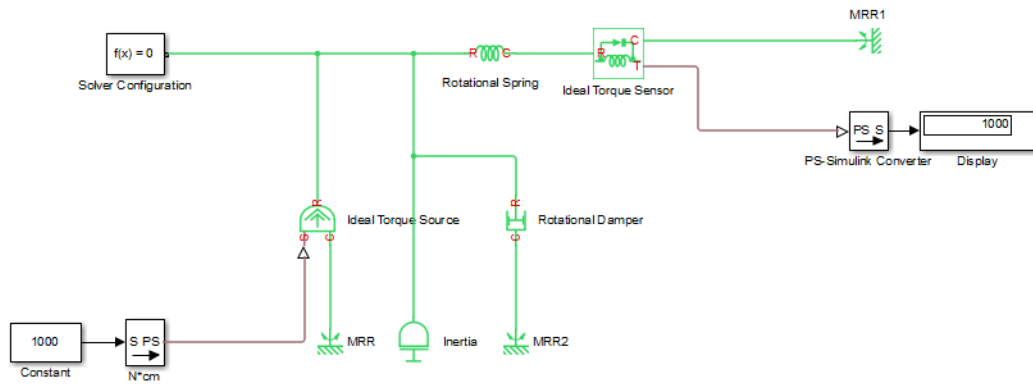 MRR1
f(x) = 0
R
C
R
C
T
Solver Configuration
Rotational Spring
Ideal Torque Sensor
PS S
1000
PS-Simulink Converter
Display
R
Ideal Torque Source
S
C
R
Rotational Damper
C
1000
S PS
MRR
Inertia
MRR2
Constant
N*cm